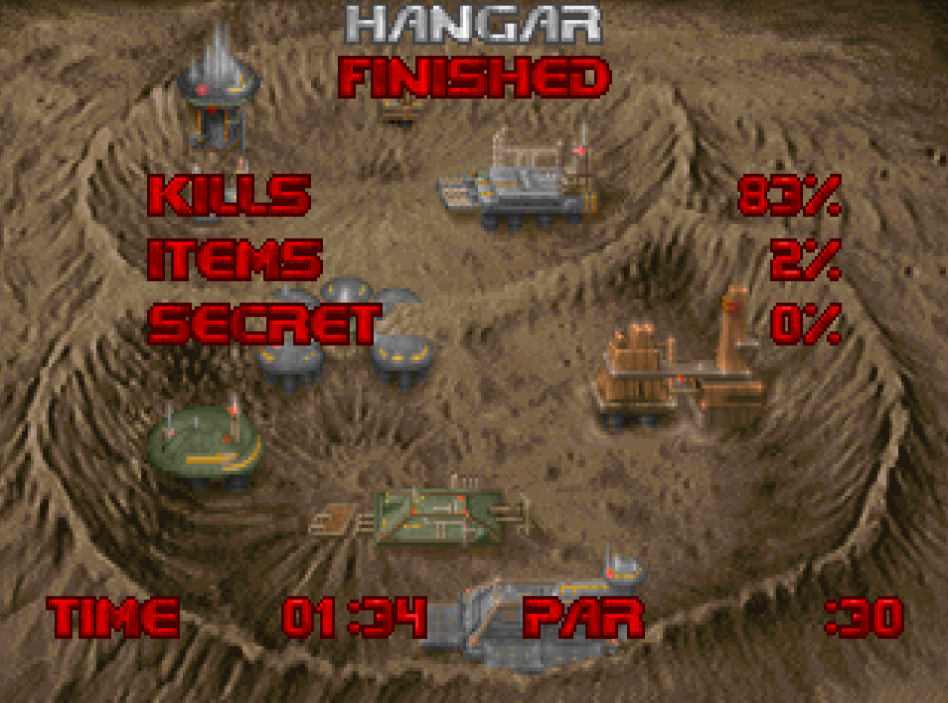 HANGAR
FINISHED
KILLS 83%
ITEMS 2%
SECRET 0%
TIME 01:34 PAR :30